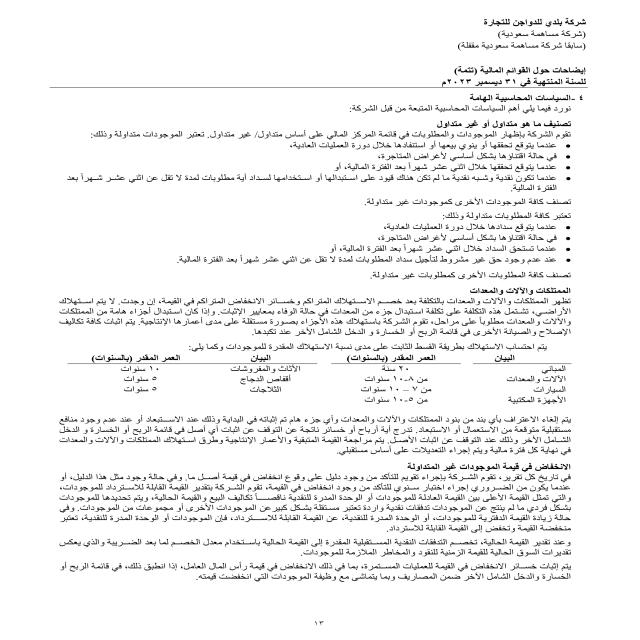 شركة بلدي للدواجن للتجارة
(شركة مساهمة سعودية)
(سابقا شركة مساهمة سعودية مقفلة)
إيضاحات حول القوائم المالية (تتمة)
للسنة المنتهية في ٣١ ديسمبر ٢٠٢٣م
٤ -السياسات المحاسبية الهامة
نورد فيما يلي أهم السياسات المحاسبية المتبعة من قبل الشركة:
تصنيف ما هو متداول أو غير متداول
تقوم الشركة بإظهار الموجودات والمطلوبات في قائمة المركز المالي على أساس متداول/ غير متداول. تعتبر الموجودات متداولة وذلك:
• عندما يتوقع تحققها أو ينوي بيعها أو استنفادها خلال دورة العمليات العادية،
• في حالة اقتناؤها بشكل أساسي لأغراض المتاجرة،
• عندما يتوقع تحققها خلال اثني عشر شهراً بعد الفترة المالية، أو
• عندما تكون نقدية وشبه نقدية ما لم تكن هناك قيود على استبدالها أو استخدامها لسداد أية مطلوبات لمدة لا تقل عن اثني عشر شهراً بعد
الفترة المالية.
تصنف كافة الموجودات الأخرى كموجودات غير متداولة.
تعتبر كافة المطلوبات متداولة وذلك:
• عندما يتوقع سدادها خلال دورة العمليات العادية،
• في حالة اقتناؤها بشكل أساسي لأغراض المتاجرة،
• عندما تستحق السداد خلال اثني عشر شهراً بعد الفترة المالية، أو
• عند عدم وجود حق غير مشروط لتأجيل سداد المطلوبات لمدة لا تقل عن اثني عشر شهراً بعد الفترة المالية.
تصنف كافة المطلوبات الأخرى كمطلوبات غير متداولة.
الممتلكات والآلات والمعدات
تظهر الممتلكات والآلات والمعدات بالتكلفة بعد خصم الاستهلاك المتراكم وخسائر الانخفاض المتراكم في القيمة، إن وجدت. لا يتم استهلاك
الأراضي، تشتمل هذه التكلفة على تكلفة استبدال جزء من المعدات في حالة الوفاء بمعايير الإثبات. وإذا كان استبدال أجزاء هامة من الممتلكات
والآلات والمعدات مطلوباً على مراحل، تقوم الشركة باستهلاك هذه الأجزاء بصورة مستقلة على مدى أعمارها الإنتاجية. يتم اثبات كافة تكاليف
الإصلاح والصيانة الأخرى في قائمة الربح أو الخسارة و الدخل الشامل الأخر عند تكبدها.
يتم احتساب الاستهلاك بطريقة القسط الثابت على مدى نسبة الاستهلاك المقدرة للموجودات وكما يلي:
البيان العمر المقدر (بالسنوات) البيان العمر المقدر (بالسنوات)
المباني ٢٠ سنة الأثاث والمفروشات ١٠ سنوات
الآلات والمعدات من ٨-١٠ سنوات أقفاص الدجاج ٥ سنوات
السيارات من ٧ – ١٠ سنوات الثلاجات ٥ سنوات
الأجهزة المكتبية من ٥-١٠ سنوات
يتم إلغاء الاعتراف بأي بند من بنود الممتلكات والآلات والمعدات وأي جزء هام تم إثباته في البداية وذلك عند الاستبعاد أو عند عدم وجود منافع
مستقبلية متوقعة من الاستعمال أو الاستبعاد. تدرج أية أرباح أو خسائر ناتجة عن التوقف عن اثبات أي أصل في قائمة الربح أو الخسارة و الدخل
الشامل الأخر وذلك عند التوقف عن اثبات الأصل. يتم مراجعة القيمة المتبقية والأعمار الإنتاجية وطرق استهلاك الممتلكات والآلات والمعدات
في نهاية كل فترة مالية ويتم إجراء التعديلات على أساس مستقبلي.
الانخفاض في قيمة الموجودات غير المتداولة
في تاريخ كل تقرير، تقوم الشركة بإجراء تقويم للتأكد من وجود دليل على وقوع انخفاض في قيمة أصل ما. وفي حالة وجود مثل هذا الدليل، أو
عندما يكون من الضروري إجراء اختبار سنوي للتأكد من وجود انخفاض في القيمة، تقوم الشركة بتقدير القيمة القابلة للاسترداد للموجودات،
والتي تمثل القيمة الأعلى بين القيمة العادلة للموجودات أو الوحدة المدرة للنقدية ناقصاً تكاليف البيع والقيمة الحالية، ويتم تحديدها للموجودات
بشكل فردي ما لم ينتج عن الموجودات تدفقات نقدية واردة تعتبر مستقلة بشكل كبير عن الموجودات الأخرى أو مجموعات من الموجودات. وفي
حالة زيادة القيمة الدفترية للموجودات، أو الوحدة المدرة للنقدية، عن القيمة القابلة للاسترداد، فإن الموجودات أو الوحدة المدرة للنقدية، تعتبر
منخفضة القيمة وتخفض إلى القيمة القابلة للاسترداد.
وعند تقدير القيمة الحالية، تخصم التدفقات النقدية المستقبلية المقدرة إلى القيمة الحالية باستخدام معدل الخصم لما بعد الضريبة والذي يعكس
تقديرات السوق الحالية للقيمة الزمنية للنقود والمخاطر الملازمة للموجودات.
يتم إثبات خسائر الانخفاض في القيمة للعمليات المستمرة، بما في ذلك الانخفاض في قيمة رأس المال العامل، إذا انطبق ذلك، في قائمة الربح أو
الخسارة والدخل الشامل الأخر ضمن المصاريف وبما يتماشى مع وظيفة الموجودات التي انخفضت قيمته.
١٣